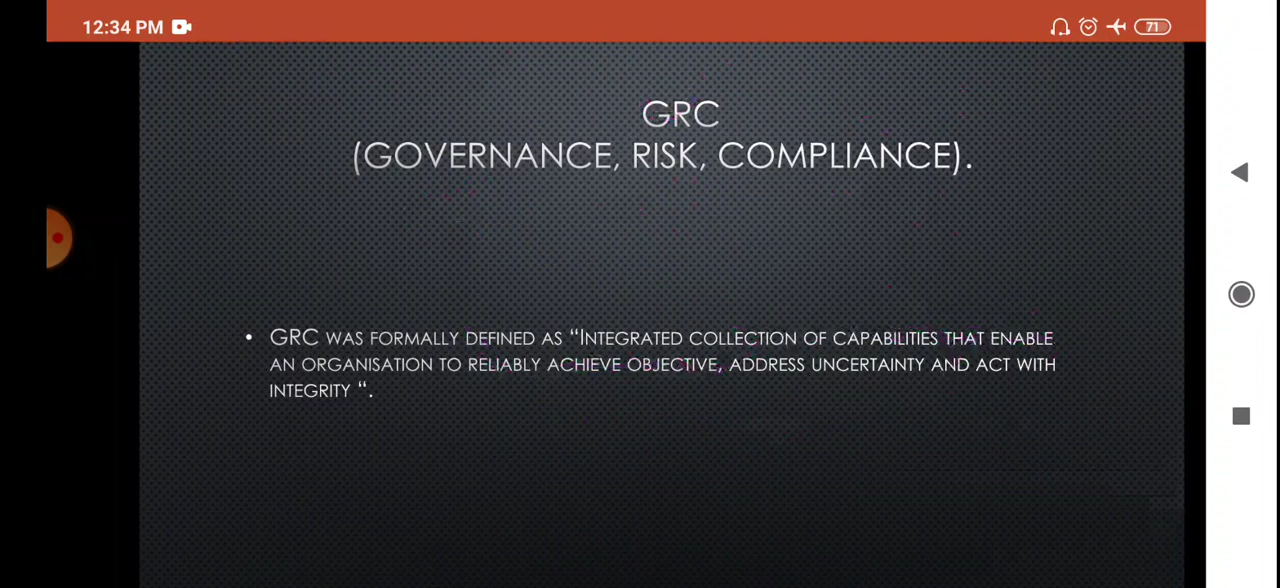 12:34 PM
71
GRC
(GOVERNANCE, RISK, COMPLIANCE).
• GRC WAS FORMALLY DEFINED AS “INTEGRATED COLLECTION OF CAPABILITIES THAT ENABLE
AN ORGANISATION TO RELIABLY ACHIEVE OBJECTIVE, ADDRESS UNCERTAINTY AND ACT WITH
INTEGRITY “.